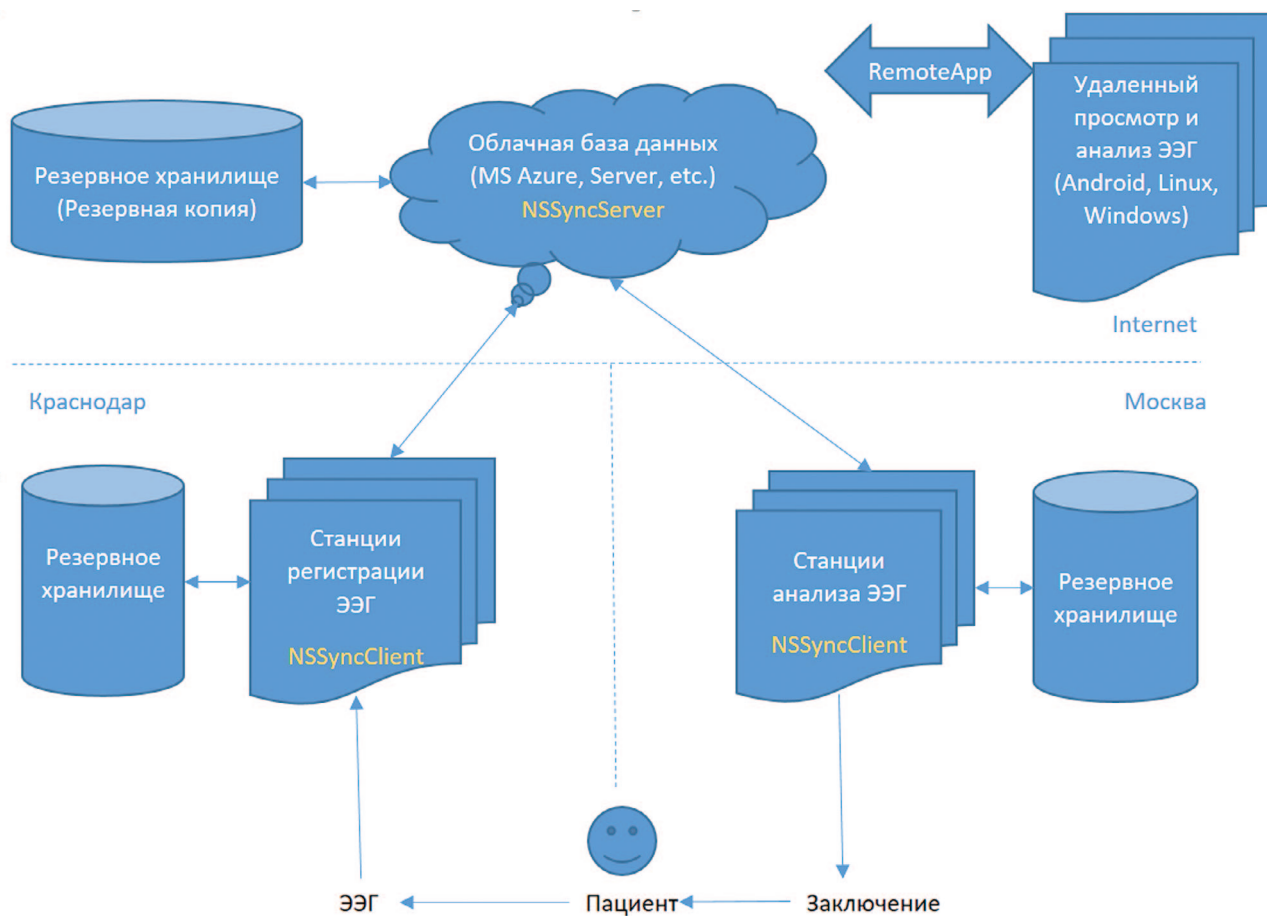 RemoteApp
Удаленный
просмотр и
анализ ЭЭГ
(Android, Linux,
Windows)
Облачная база данных
(MS Azure, Server, etc.)
NSSyncServer
Резервное хранилище
(Резервная копия)
Internet
Краснодар
Москва
Резервное
хранилище
Станции
регистрации
ЭЭГ
NSSyncClient
Станции
анализа ЭЭГ
NSSyncClient
Резервное
хранилище
ЭЭГ
Пациент
Заключение